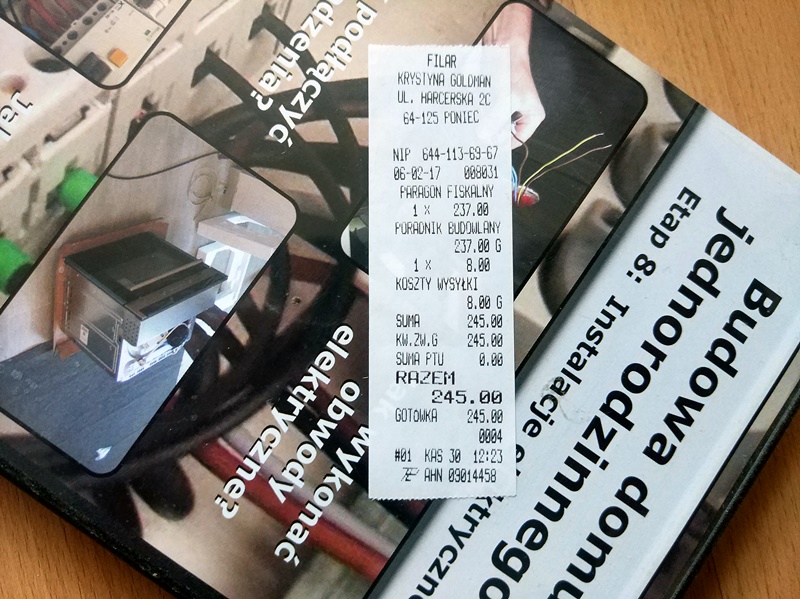 FILAR
KRYSTYNA GOLDMAN
UL. HARCERSKA 2C
64-125 PONIEC
NIP 644-113-69-67
06-02-17 008031
PARAGON FISKALNY
1 X 237.00
PORADNIK BUDOWLANY
237.00 G
1 X 8.00
KOSZTY WYSYŁKI
8.00 G
SUMA 245.00
KW.ZW.G 245.00
SUMA PTU 0.00
RAZEM
245.00
GOTÓWKA 245.00
0004
#01 KAS 30 12:23
AHN 09014458
Budowa domu
jednorodzinnego
Etap 8: Instalacje
podłączyć
wykonać
obwody
elektryczne?